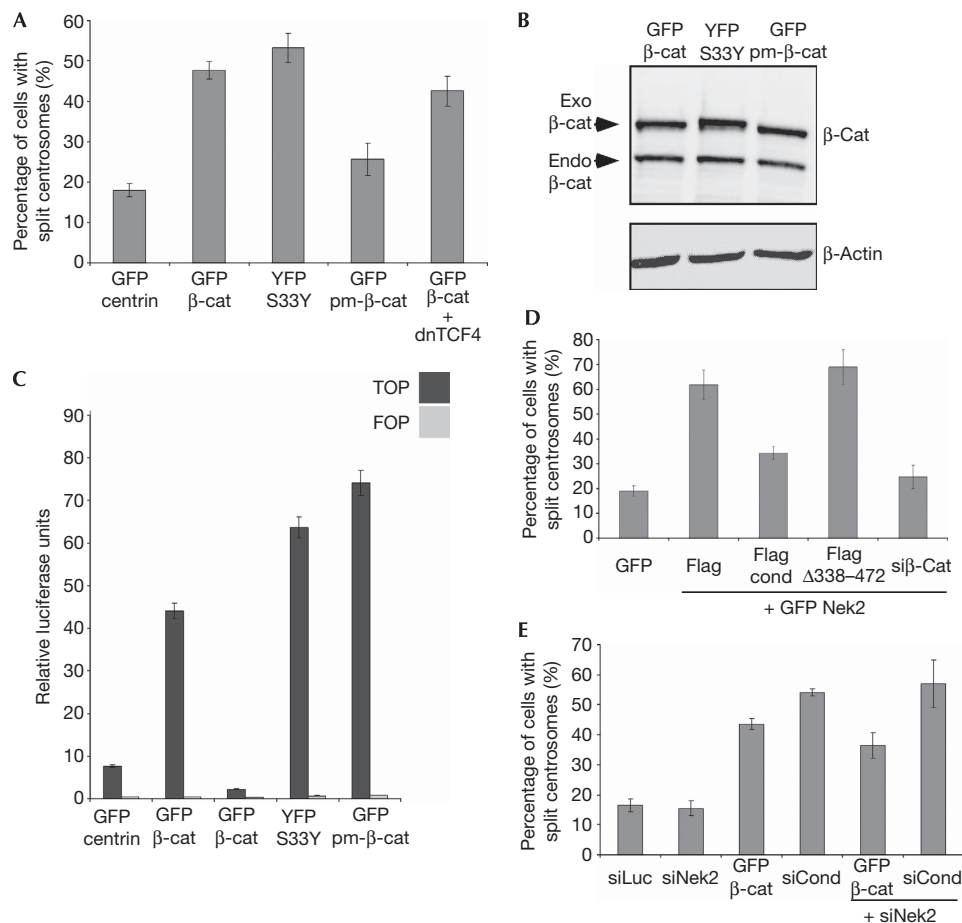 A
Percentage of cells with
split centrosomes (%)
60
50
40
30
20
10
0
GFP
centrin
GFP
β-cat
YFP
S33Y
GFP
pm-β-cat
GFP
β-cat
+
dnTCF4
B
GFP
β-cat
YFP
S33Y
GFP
pm-β-cat
Exo
β-cat
Endo
β-cat
β-Cat
β-Actin
C
TOP
FOP
Relative luciferase units
90
80
70
60
50
40
30
20
10
0
GFP
centrin
GFP
β-cat
GFP
β-cat
YFP
S33Y
GFP
pm-β-cat
D
Percentage of cells with
split centrosomes (%)
80
70
60
50
40
30
20
10
0
GFP
Flag
Flag
cond
Flag
Δ338–472
siβ-Cat
+ GFP Nek2
E
Percentage of cells with
split centrosomes (%)
70
60
50
40
30
20
10
0
siLuc
siNek2
GFP
β-cat
siCond
GFP
β-cat
siCond
+ siNek2